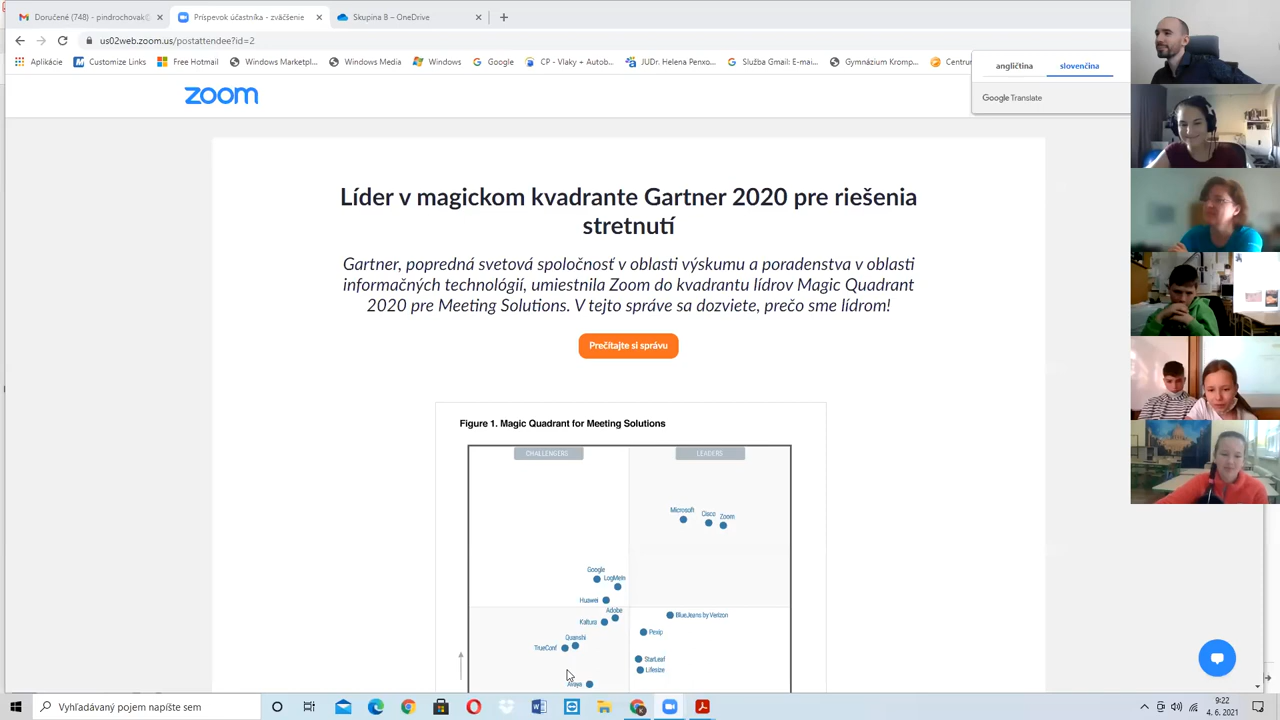 Doručené (748) - pindrochovak@
Príspevok účastníka - zväčšenie
Skupina B – OneDrive
us02web.zoom.us/postattendee?id=2
Aplikácie
Customize Links
Free Hotmail
Windows Marketpl...
Windows Media
Windows
Google
CP - Vlaky + Autob...
JUDr. Helena Penxo...
Služba Gmail: E-mai...
Gymnázium Kromp...
Centrun
angličtina
slovenčina
Google Translate
zoom
Líder v magickom kvadrante Gartner 2020 pre riešenia
stretnutí
Gartner, popredná svetová spoločnosť v oblasti výskumu a poradenstva v oblasti
informačných technológií, umiestnila Zoom do kvadrantu lídrov Magic Quadrant
2020 pre Meeting Solutions. V tejto správe sa dozviete, prečo sme lídrom!
Prečítajte si správu
Figure 1. Magic Quadrant for Meeting Solutions
CHALLENGERS
LEADERS
Microsoft
Cisco
Zoom
Google
LogMeIn
Huawei
Adobe
BlueJeans by Verizon
Kaltura
Pexip
Quanshi
TrueConf
StarLeaf
Lifesize
Avaya
Vyhľadávaný pojem napíšte sem
9:22
4. 6. 2021